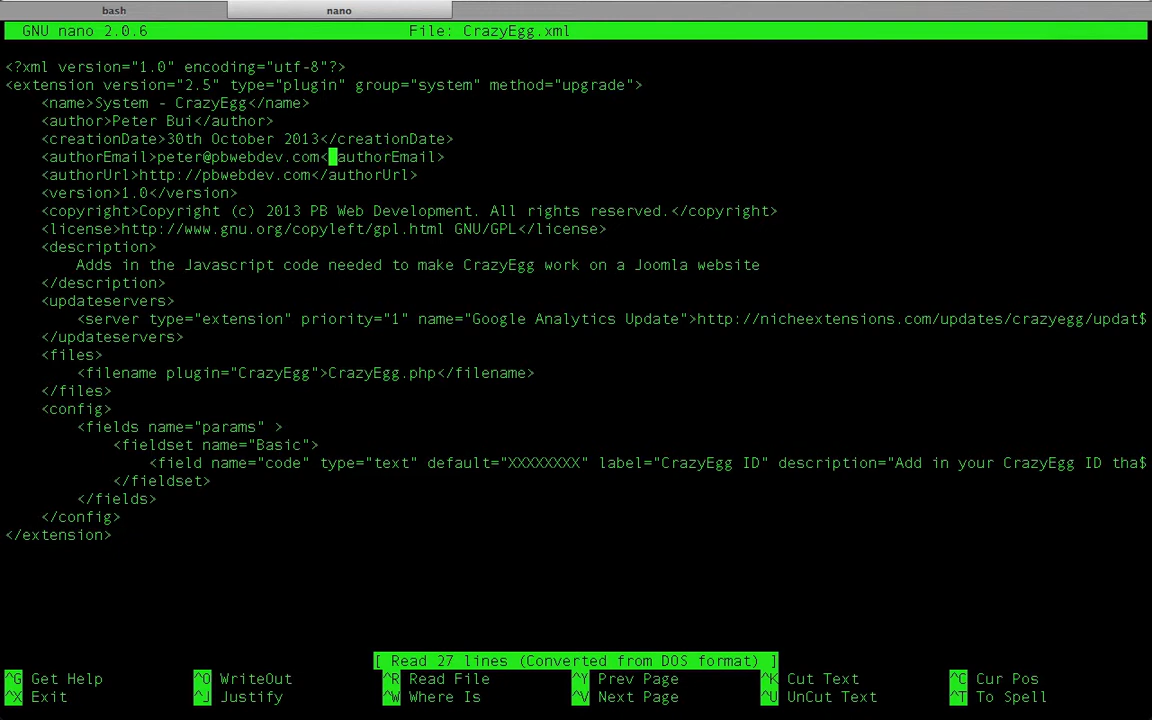 bash nano
GNU nano 2.0.6 File: CrazyEgg.xml
<?xml version="1.0" encoding="utf-8"?>
<extension version="2.5" type="plugin" group="system" method="upgrade">
    <name>System - CrazyEgg</name>
    <author>Peter Bui</author>
    <creationDate>30th October 2013</creationDate>
    <authorEmail>peter@pbwebdev.com< authorEmail>
    <authorUrl>http://pbwebdev.com</authorUrl>
    <version>1.0</version>
    <copyright>Copyright (c) 2013 PB Web Development. All rights reserved.</copyright>
    <license>http://www.gnu.org/copyleft/gpl.html GNU/GPL</license>
    <description>
        Adds in the Javascript code needed to make CrazyEgg work on a Joomla website
    </description>
    <updateservers>
        <server type="extension" priority="1" name="Google Analytics Update">http://nicheextensions.com/updates/crazyegg/updat$
    </updateservers>
    <files>
        <filename plugin="CrazyEgg">CrazyEgg.php</filename>
    </files>
    <config>
        <fields name="params" >
            <fieldset name="Basic">
                <field name="code" type="text" default="XXXXXXXX" label="CrazyEgg ID" description="Add in your CrazyEgg ID tha$
            </fieldset>
        </fields>
    </config>
</extension>
[ Read 27 lines (Converted from DOS format) ]
^G Get Help ^O WriteOut ^R Read File ^Y Prev Page ^K Cut Text ^C Cur Pos
^X Exit ^J Justify ^W Where Is ^V Next Page ^U UnCut Text ^T To Spell